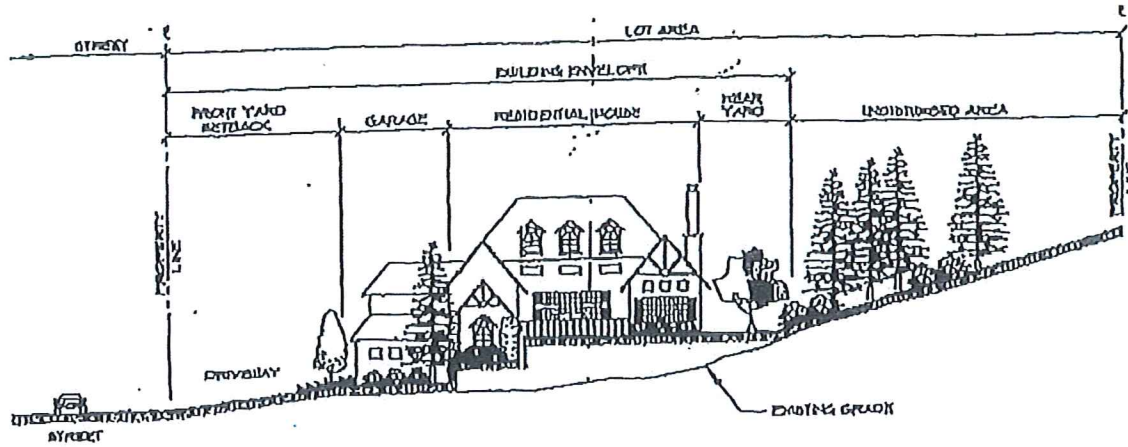 STREET
LOT AREA
BUILDING ENVELOPE
FRONT YARD
SETBACK
GARAGE
RESIDENTIAL HOUSE
REAR
YARD
UNDISTURBED AREA
PROPERTY
LINE
PROPERTY
LINE
DRIVEWAY
EXISTING GRADE
STREET